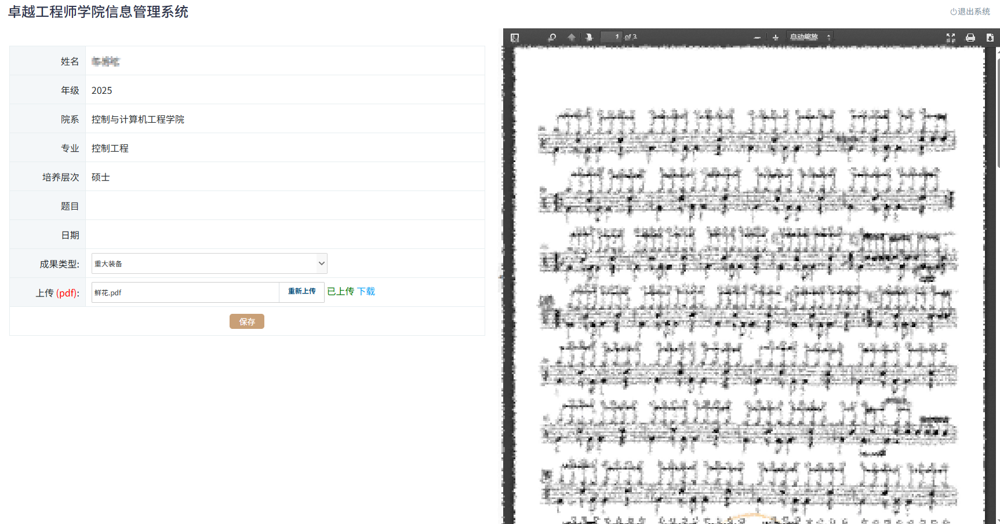 卓越工程师学院信息管理系统
退出系统
姓名
年级 2025
院系 控制与计算机工程学院
专业 控制工程
培养层次 硕士
题目
日期
成果类型: 重大装备
上传 (pdf): 鲜花.pdf 重新上传 已上传 下载
保存
1 of 3
自动缩放